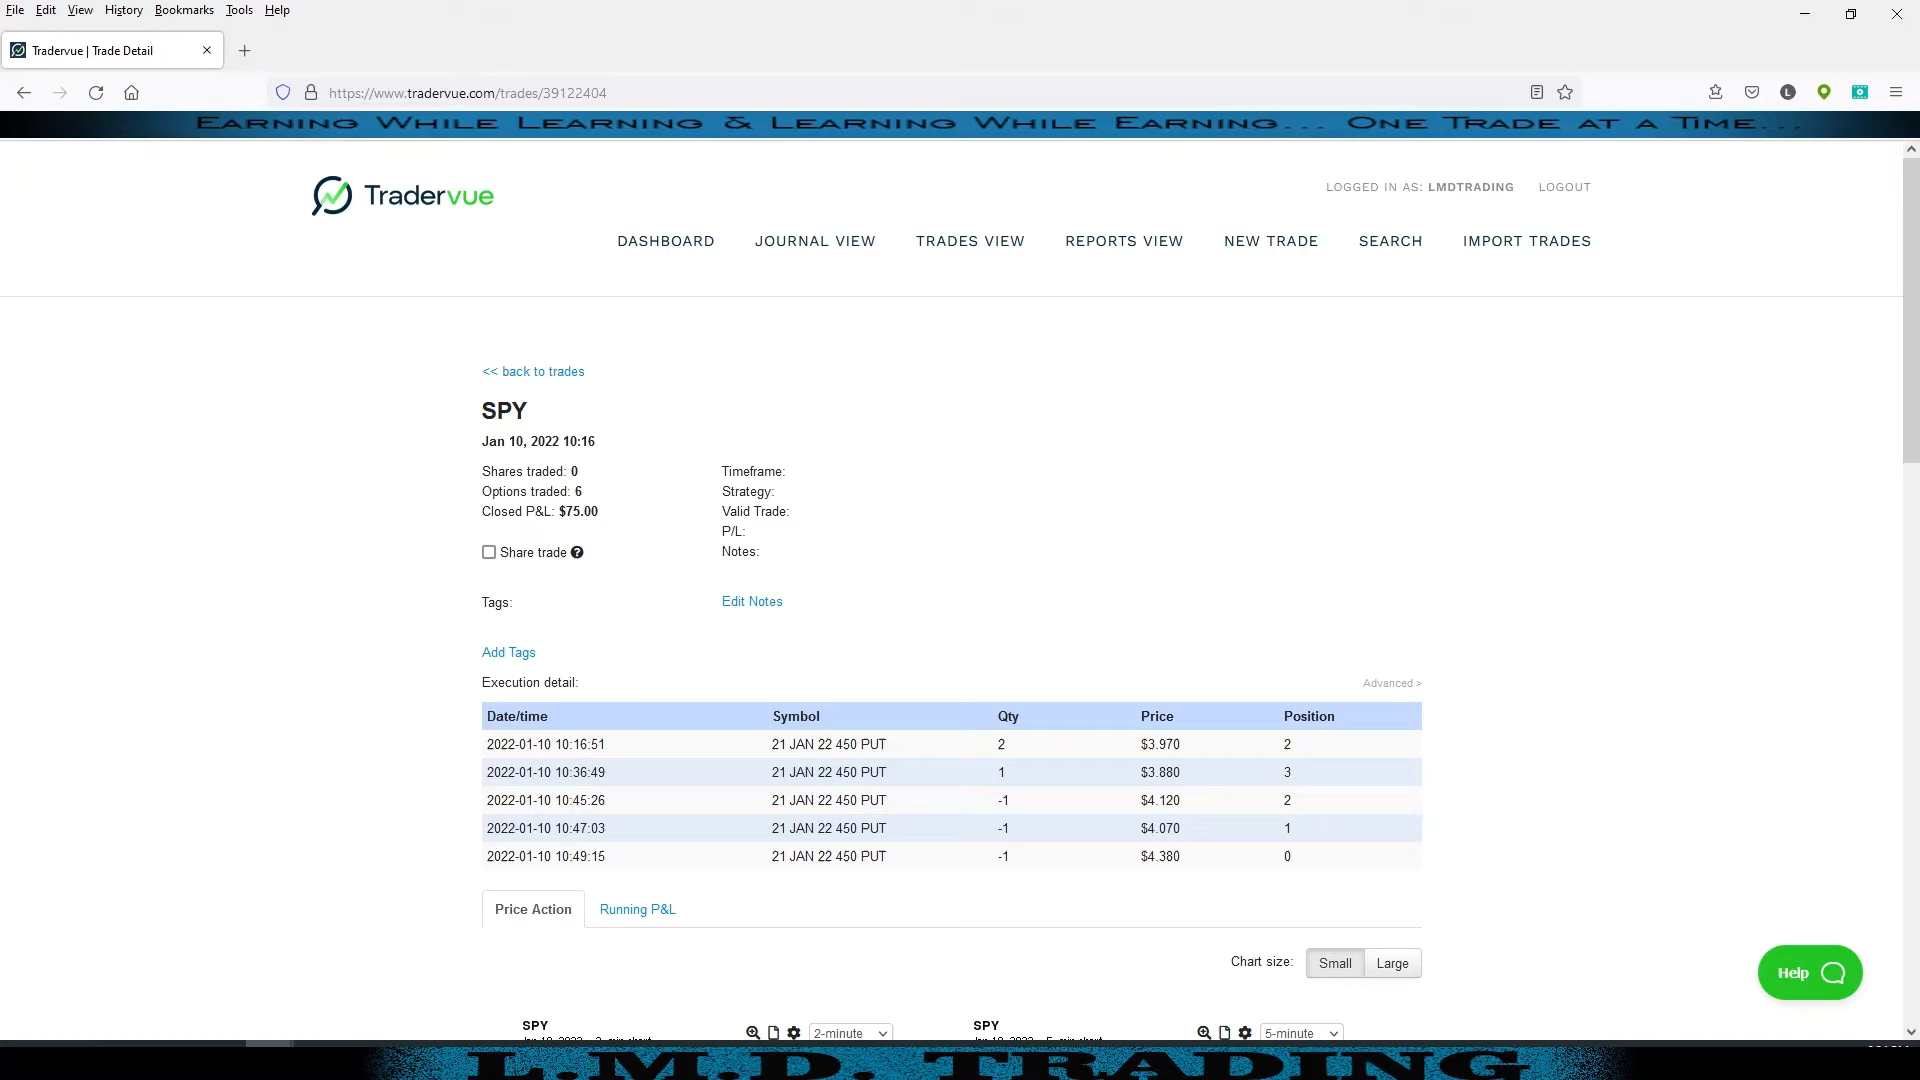 File Edit View History Bookmarks Tools Help
Tradervue | Trade Detail
https://www.tradervue.com/trades/39122404
Earning While Learning & Learning While Earning... One Trade at a Time...
Tradervue
LOGGED IN AS: LMDTRADING LOGOUT
DASHBOARD JOURNAL VIEW TRADES VIEW REPORTS VIEW NEW TRADE SEARCH IMPORT TRADES
<< back to trades
SPY
Jan 10, 2022 10:16
Shares traded: 0 Timeframe:
Options traded: 6 Strategy:
Closed P&L: $75.00 Valid Trade:
P/L:
Share trade ? Notes:
Tags: Edit Notes
Add Tags
Execution detail: Advanced >
Date/time Symbol Qty Price Position
2022-01-10 10:16:51 21 JAN 22 450 PUT 2 $3.970 2
2022-01-10 10:36:49 21 JAN 22 450 PUT 1 $3.880 3
2022-01-10 10:45:26 21 JAN 22 450 PUT -1 $4.120 2
2022-01-10 10:47:03 21 JAN 22 450 PUT -1 $4.070 1
2022-01-10 10:49:15 21 JAN 22 450 PUT -1 $4.380 0
Price Action Running P&L
Chart size: Small Large
Help
SPY 2-minute SPY 5-minute
L.M.D. TRADING